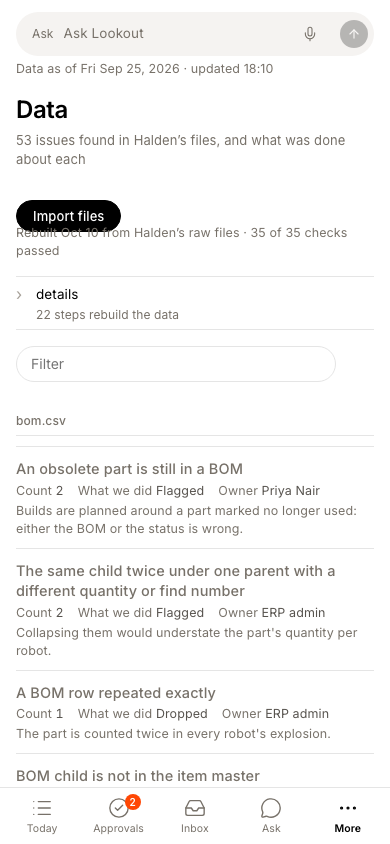 Ask Ask Lookout
Data as of Fri Sep 25, 2026 · updated 18:10
Data
53 issues found in Halden’s files, and what was done
about each
Import files
Rebuilt Oct 10 from Halden’s raw files · 35 of 35 checks
passed
details
22 steps rebuild the data
Filter
bom.csv
An obsolete part is still in a BOM
Count 2 What we did Flagged Owner Priya Nair
Builds are planned around a part marked no longer used:
either the BOM or the status is wrong.
The same child twice under one parent with a
different quantity or find number
Count 2 What we did Flagged Owner ERP admin
Collapsing them would understate the part's quantity per
robot.
A BOM row repeated exactly
Count 1 What we did Dropped Owner ERP admin
The part is counted twice in every robot's explosion.
BOM child is not in the item master
2
Today Approvals Inbox Ask More